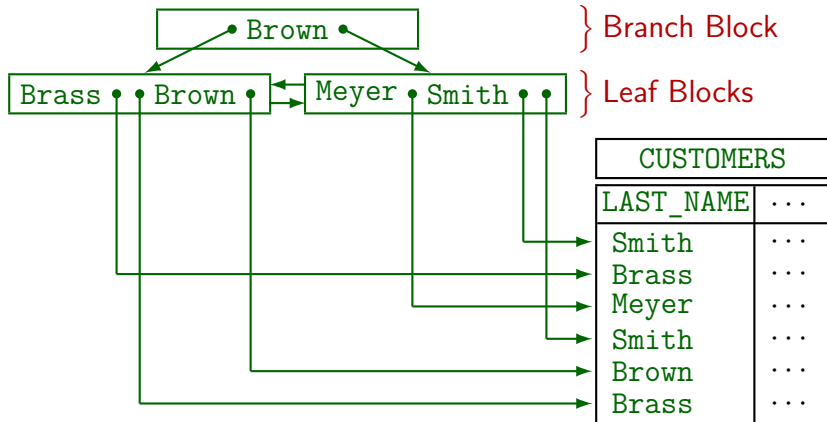 Brown
Branch Block
Brass Brown
Meyer Smith
Leaf Blocks
CUSTOMERS
LAST_NAME ...
Smith ...
Brass ...
Meyer ...
Smith ...
Brown ...
Brass ...